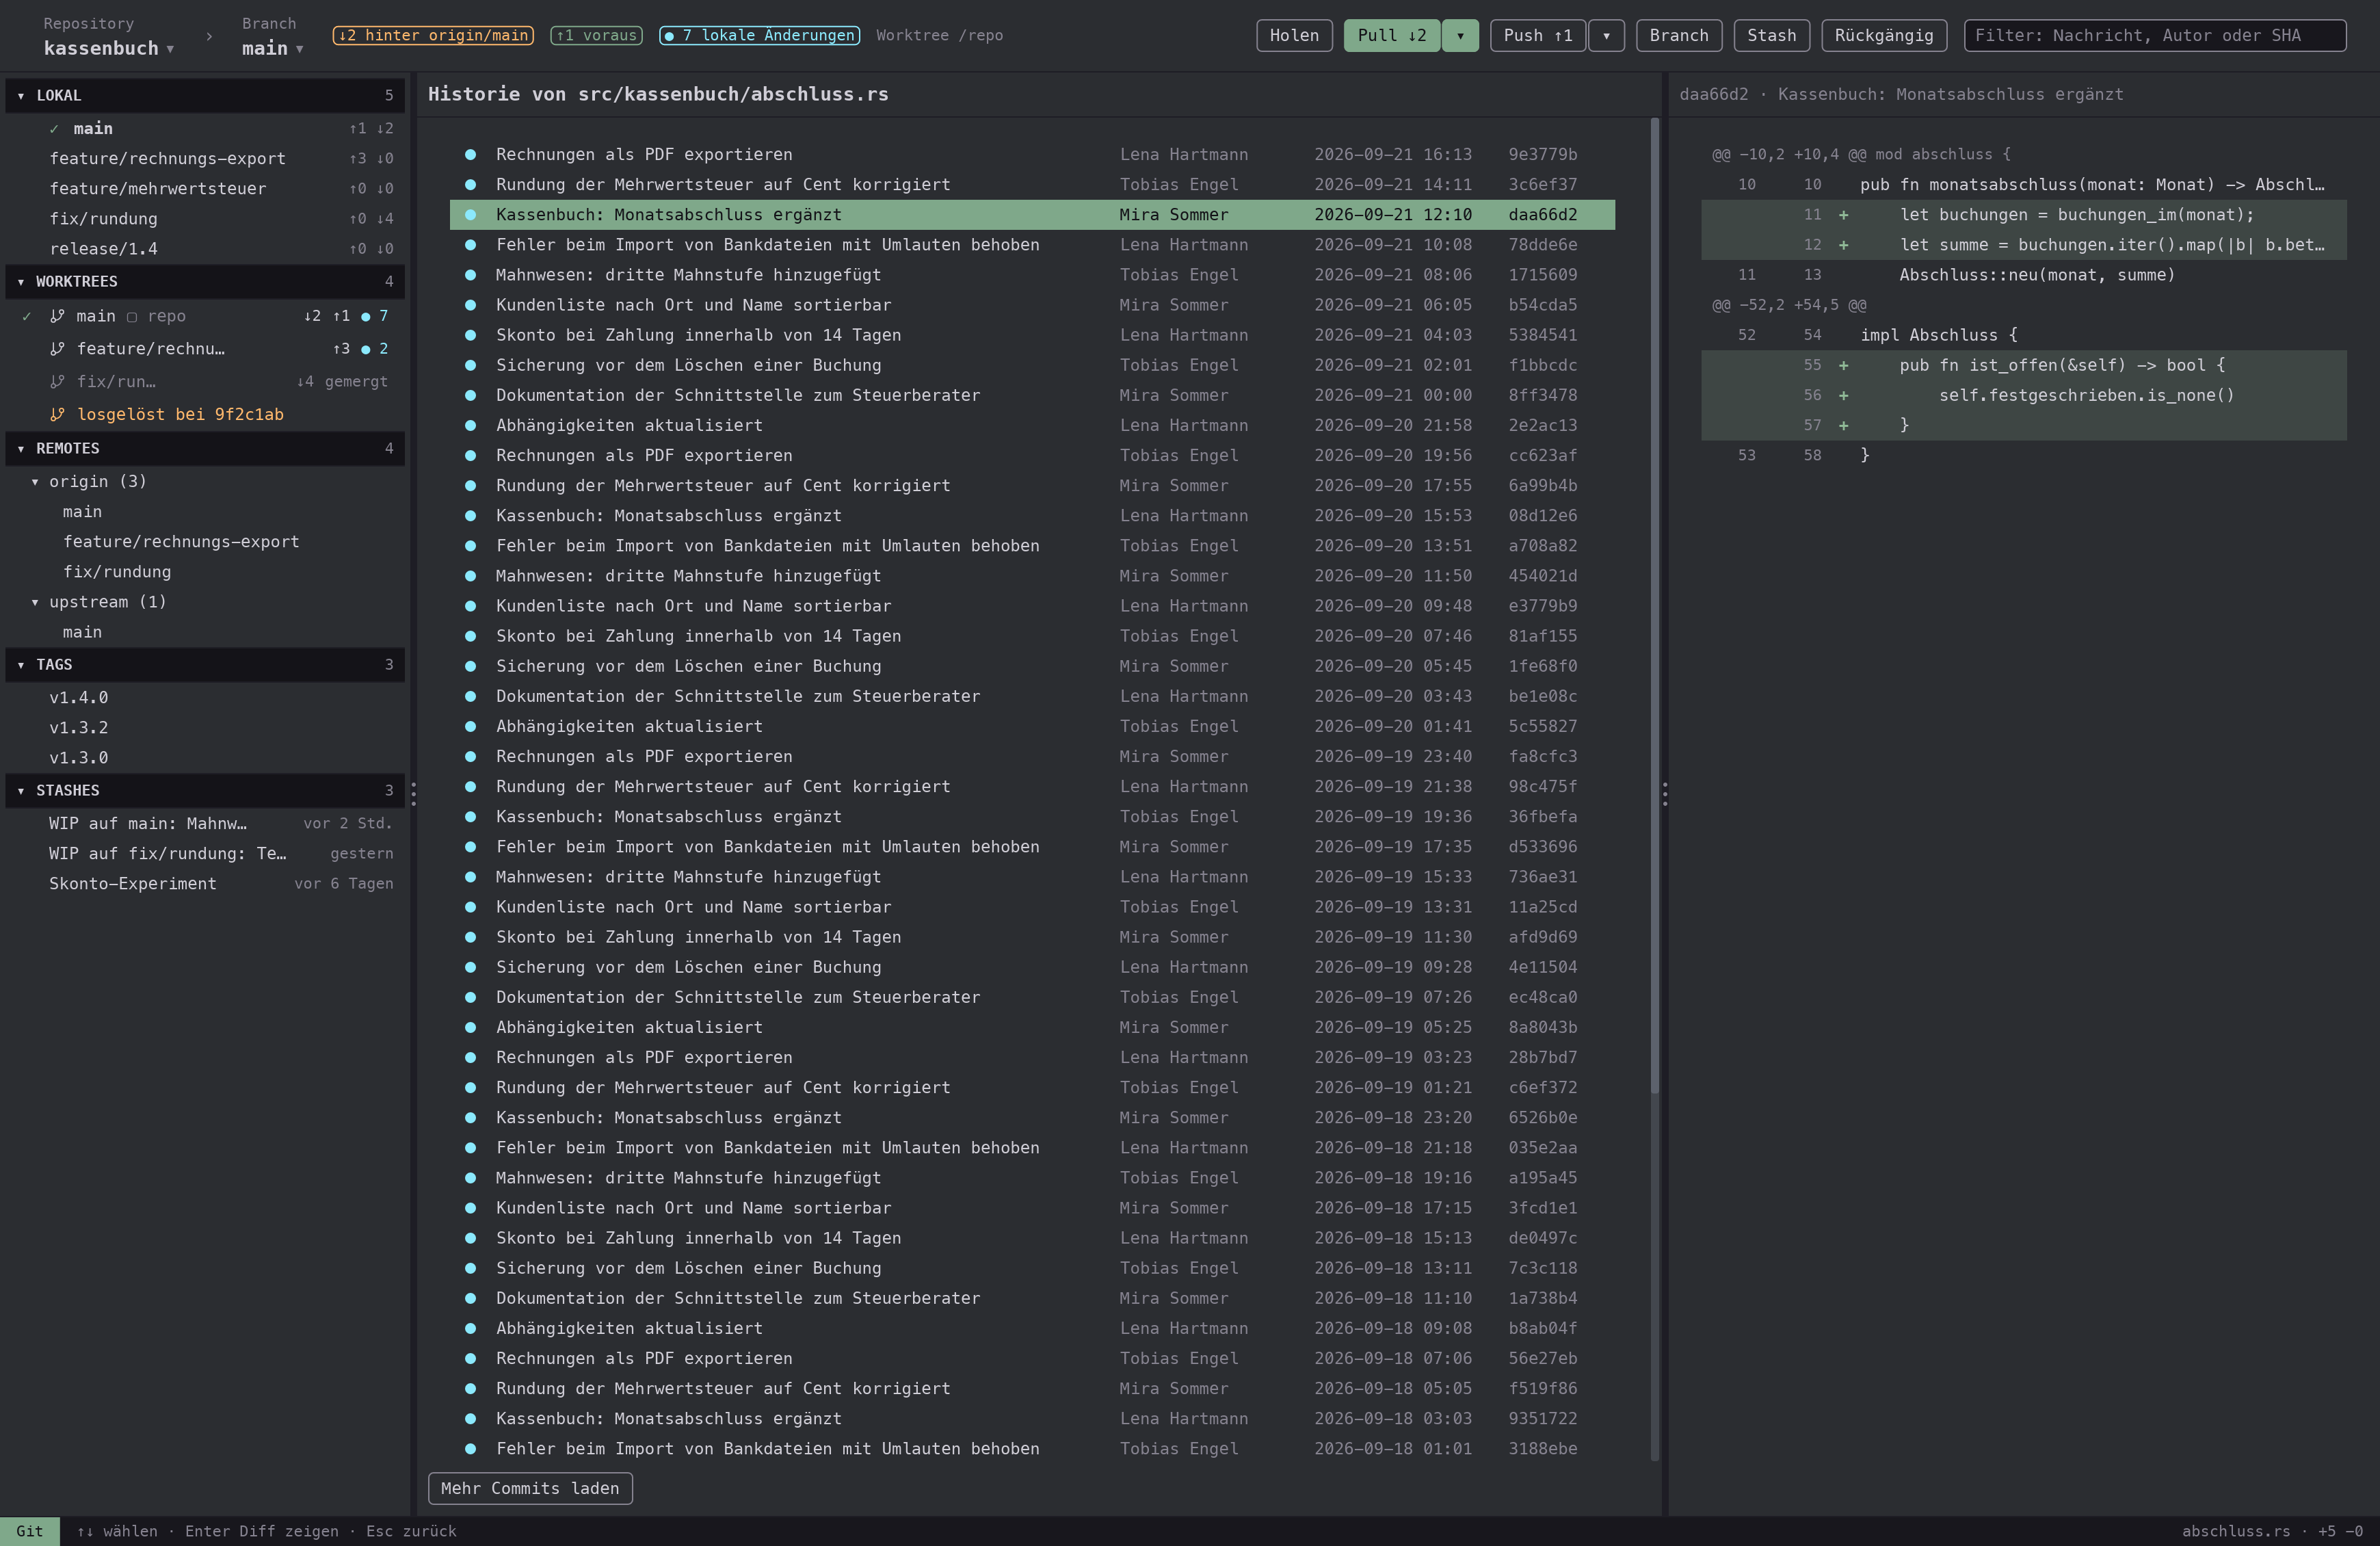 Repository
kassenbuch ▾
›
Branch
main ▾
↓2 hinter origin/main
↑1 voraus
● 7 lokale Änderungen
Worktree /repo
Holen
Pull ↓2 ▾
Push ↑1 ▾
Branch
Stash
Rückgängig
Filter: Nachricht, Autor oder SHA
▾ LOKAL 5
✓ main ↑1 ↓2
feature/rechnungs-export ↑3 ↓0
feature/mehrwertsteuer ↑0 ↓0
fix/rundung ↑0 ↓4
release/1.4 ↑0 ↓0
▾ WORKTREES 4
✓ main ▢ repo ↓2 ↑1 ● 7
feature/rechnu… ↑3 ● 2
fix/run… ↓4 gemergt
losgelöst bei 9f2c1ab
▾ REMOTES 4
▾ origin (3)
main
feature/rechnungs-export
fix/rundung
▾ upstream (1)
main
▾ TAGS 3
v1.4.0
v1.3.2
v1.3.0
▾ STASHES 3
WIP auf main: Mahnw… vor 2 Std.
WIP auf fix/rundung: Te… gestern
Skonto-Experiment vor 6 Tagen
Historie von src/kassenbuch/abschluss.rs
Rechnungen als PDF exportieren Lena Hartmann 2026-09-21 16:13 9e3779b
Rundung der Mehrwertsteuer auf Cent korrigiert Tobias Engel 2026-09-21 14:11 3c6ef37
Kassenbuch: Monatsabschluss ergänzt Mira Sommer 2026-09-21 12:10 daa66d2
Fehler beim Import von Bankdateien mit Umlauten behoben Lena Hartmann 2026-09-21 10:08 78dde6e
Mahnwesen: dritte Mahnstufe hinzugefügt Tobias Engel 2026-09-21 08:06 1715609
Kundenliste nach Ort und Name sortierbar Mira Sommer 2026-09-21 06:05 b54cda5
Skonto bei Zahlung innerhalb von 14 Tagen Lena Hartmann 2026-09-21 04:03 5384541
Sicherung vor dem Löschen einer Buchung Tobias Engel 2026-09-21 02:01 f1bbcdc
Dokumentation der Schnittstelle zum Steuerberater Mira Sommer 2026-09-21 00:00 8ff3478
Abhängigkeiten aktualisiert Lena Hartmann 2026-09-20 21:58 2e2ac13
Rechnungen als PDF exportieren Tobias Engel 2026-09-20 19:56 cc623af
Rundung der Mehrwertsteuer auf Cent korrigiert Mira Sommer 2026-09-20 17:55 6a99b4b
Kassenbuch: Monatsabschluss ergänzt Lena Hartmann 2026-09-20 15:53 08d12e6
Fehler beim Import von Bankdateien mit Umlauten behoben Tobias Engel 2026-09-20 13:51 a708a82
Mahnwesen: dritte Mahnstufe hinzugefügt Mira Sommer 2026-09-20 11:50 454021d
Kundenliste nach Ort und Name sortierbar Lena Hartmann 2026-09-20 09:48 e3779b9
Skonto bei Zahlung innerhalb von 14 Tagen Tobias Engel 2026-09-20 07:46 81af155
Sicherung vor dem Löschen einer Buchung Mira Sommer 2026-09-20 05:45 1fe68f0
Dokumentation der Schnittstelle zum Steuerberater Lena Hartmann 2026-09-20 03:43 be1e08c
Abhängigkeiten aktualisiert Tobias Engel 2026-09-20 01:41 5c55827
Rechnungen als PDF exportieren Mira Sommer 2026-09-19 23:40 fa8cfc3
Rundung der Mehrwertsteuer auf Cent korrigiert Lena Hartmann 2026-09-19 21:38 98c475f
Kassenbuch: Monatsabschluss ergänzt Tobias Engel 2026-09-19 19:36 36fbefa
Fehler beim Import von Bankdateien mit Umlauten behoben Mira Sommer 2026-09-19 17:35 d533696
Mahnwesen: dritte Mahnstufe hinzugefügt Lena Hartmann 2026-09-19 15:33 736ae31
Kundenliste nach Ort und Name sortierbar Tobias Engel 2026-09-19 13:31 11a25cd
Skonto bei Zahlung innerhalb von 14 Tagen Mira Sommer 2026-09-19 11:30 afd9d69
Sicherung vor dem Löschen einer Buchung Lena Hartmann 2026-09-19 09:28 4e11504
Dokumentation der Schnittstelle zum Steuerberater Tobias Engel 2026-09-19 07:26 ec48ca0
Abhängigkeiten aktualisiert Mira Sommer 2026-09-19 05:25 8a8043b
Rechnungen als PDF exportieren Lena Hartmann 2026-09-19 03:23 28b7bd7
Rundung der Mehrwertsteuer auf Cent korrigiert Tobias Engel 2026-09-19 01:21 c6ef372
Kassenbuch: Monatsabschluss ergänzt Mira Sommer 2026-09-18 23:20 6526b0e
Fehler beim Import von Bankdateien mit Umlauten behoben Lena Hartmann 2026-09-18 21:18 035e2aa
Mahnwesen: dritte Mahnstufe hinzugefügt Tobias Engel 2026-09-18 19:16 a195a45
Kundenliste nach Ort und Name sortierbar Mira Sommer 2026-09-18 17:15 3fcd1e1
Skonto bei Zahlung innerhalb von 14 Tagen Lena Hartmann 2026-09-18 15:13 de0497c
Sicherung vor dem Löschen einer Buchung Tobias Engel 2026-09-18 13:11 7c3c118
Dokumentation der Schnittstelle zum Steuerberater Mira Sommer 2026-09-18 11:10 1a738b4
Abhängigkeiten aktualisiert Lena Hartmann 2026-09-18 09:08 b8ab04f
Rechnungen als PDF exportieren Tobias Engel 2026-09-18 07:06 56e27eb
Rundung der Mehrwertsteuer auf Cent korrigiert Mira Sommer 2026-09-18 05:05 f519f86
Kassenbuch: Monatsabschluss ergänzt Lena Hartmann 2026-09-18 03:03 9351722
Fehler beim Import von Bankdateien mit Umlauten behoben Tobias Engel 2026-09-18 01:01 3188ebe
Mehr Commits laden
daa66d2 · Kassenbuch: Monatsabschluss ergänzt
@@ -10,2 +10,4 @@ mod abschluss {
10 10 pub fn monatsabschluss(monat: Monat) -> Abschl…
11 + let buchungen = buchungen_im(monat);
12 + let summe = buchungen.iter().map(|b| b.bet…
11 13 Abschluss::neu(monat, summe)
@@ -52,2 +54,5 @@
52 54 impl Abschluss {
55 + pub fn ist_offen(&self) -> bool {
56 + self.festgeschrieben.is_none()
57 + }
53 58 }
Git
↑↓ wählen · Enter Diff zeigen · Esc zurück
abschluss.rs · +5 −0